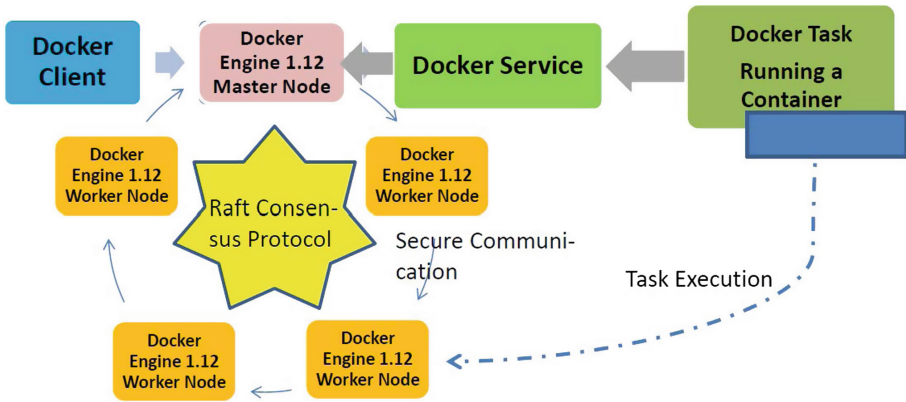 Docker
Client
Docker
Engine 1.12
Master Node
Docker Service
Docker Task
Running a
Container
Docker
Engine 1.12
Worker Node
Docker
Engine 1.12
Worker Node
Raft Consen-
sus Protocol
Secure Communi-
cation
Task Execution
Docker
Engine 1.12
Worker Node
Docker
Engine 1.12
Worker Node